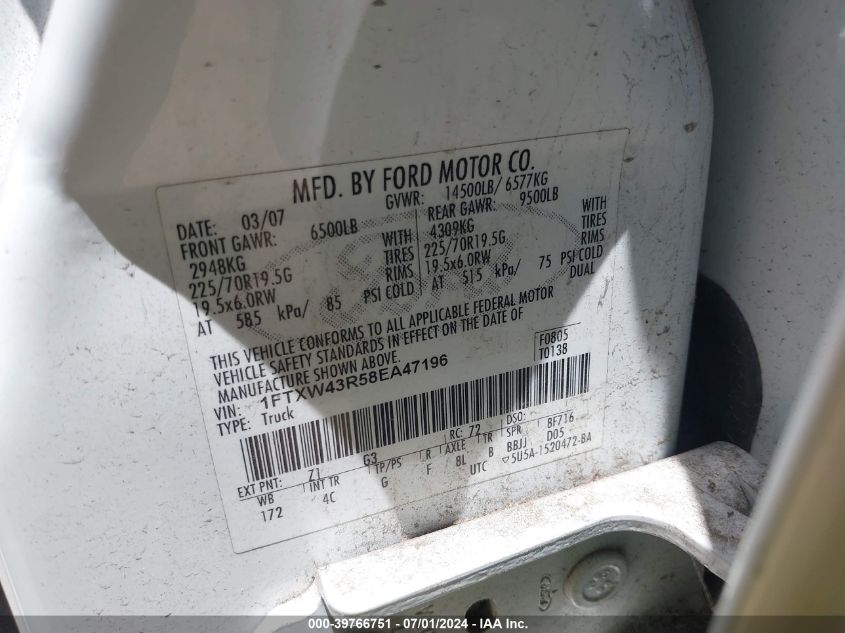 MFD. BY FORD MOTOR CO.
DATE: 03/07 GVWR: 14500LB/ 6577KG
FRONT GAWR: 6500LB REAR GAWR: 9500LB
2948KG WITH 4309KG WITH
225/70R19.5G TIRES 225/70R19.5G TIRES
19.5x6.0RW RIMS 19.5x6.0RW RIMS
AT 585 kPa/ 85 PSI COLD AT 515 kPa/ 75 PSI COLD
DUAL
THIS VEHICLE CONFORMS TO ALL APPLICABLE FEDERAL MOTOR
VEHICLE SAFETY STANDARDS IN EFFECT ON THE DATE OF
MANUFACTURE SHOWN ABOVE.
F0805
T0138
VIN: 1FTXW43R58EA47196
TYPE: Truck
EXT PNT: Z1 G3 RC: 72 DSO: BF716
WB INT TR TP/PS R AXLE TR SPR
172 4C G F BL B BBJJ D05
UTC 5U5A-1520472-BA
000-39766751 - 07/01/2024 - IAA Inc.